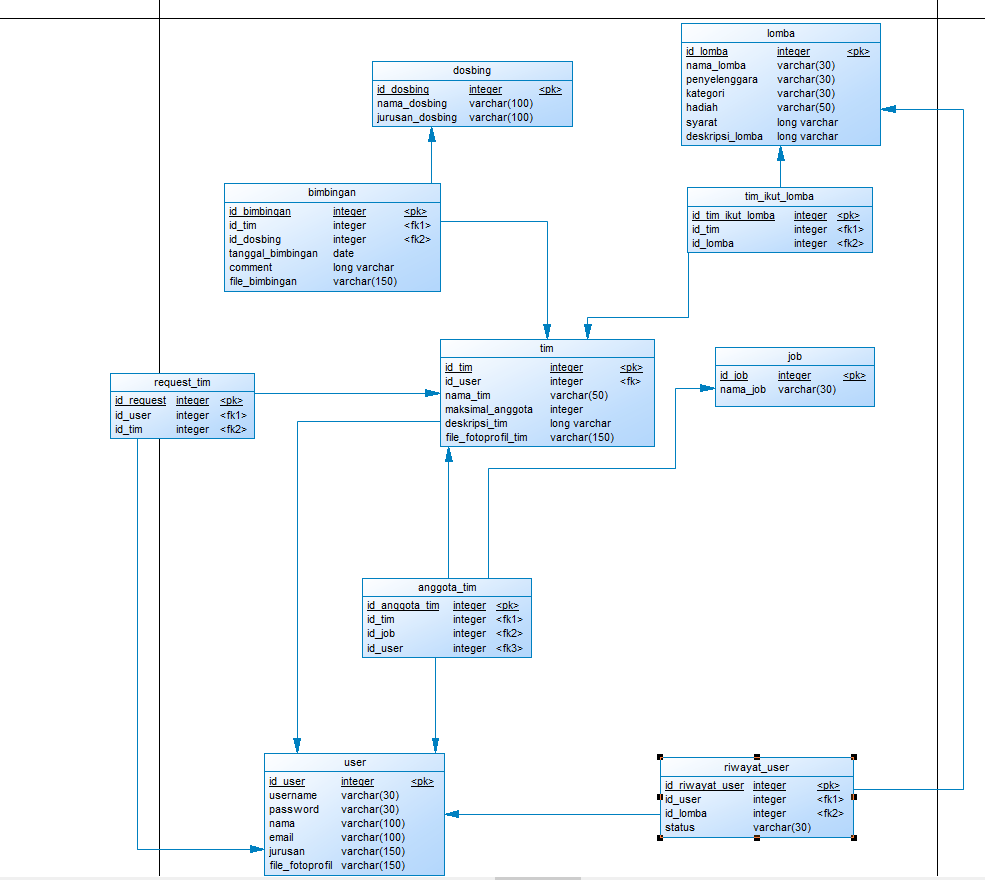 lomba
id_lomba integer <pk>
nama_lomba varchar(30)
penyelenggara varchar(30)
kategori varchar(30)
hadiah varchar(50)
syarat long varchar
deskripsi_lomba long varchar
dosbing
id_dosbing integer <pk>
nama_dosbing varchar(100)
jurusan_dosbing varchar(100)
bimbingan
id_bimbingan integer <pk>
id_tim integer <fk1>
id_dosbing integer <fk2>
tanggal_bimbingan date
comment long varchar
file_bimbingan varchar(150)
tim_ikut_lomba
id_tim_ikut_lomba integer <pk>
id_tim integer <fk1>
id_lomba integer <fk2>
tim
id_tim integer <pk>
id_user integer <fk>
nama_tim varchar(50)
maksimal_anggota integer
deskripsi_tim long varchar
file_fotoprofil_tim varchar(150)
job
id_job integer <pk>
nama_job varchar(30)
request_tim
id_request integer <pk>
id_user integer <fk1>
id_tim integer <fk2>
anggota_tim
id_anggota_tim integer <pk>
id_tim integer <fk1>
id_job integer <fk2>
id_user integer <fk3>
user
id_user integer <pk>
username varchar(30)
password varchar(30)
nama varchar(100)
email varchar(100)
jurusan varchar(150)
file_fotoprofil varchar(150)
riwayat_user
id_riwayat_user integer <pk>
id_user integer <fk1>
id_lomba integer <fk2>
status varchar(30)